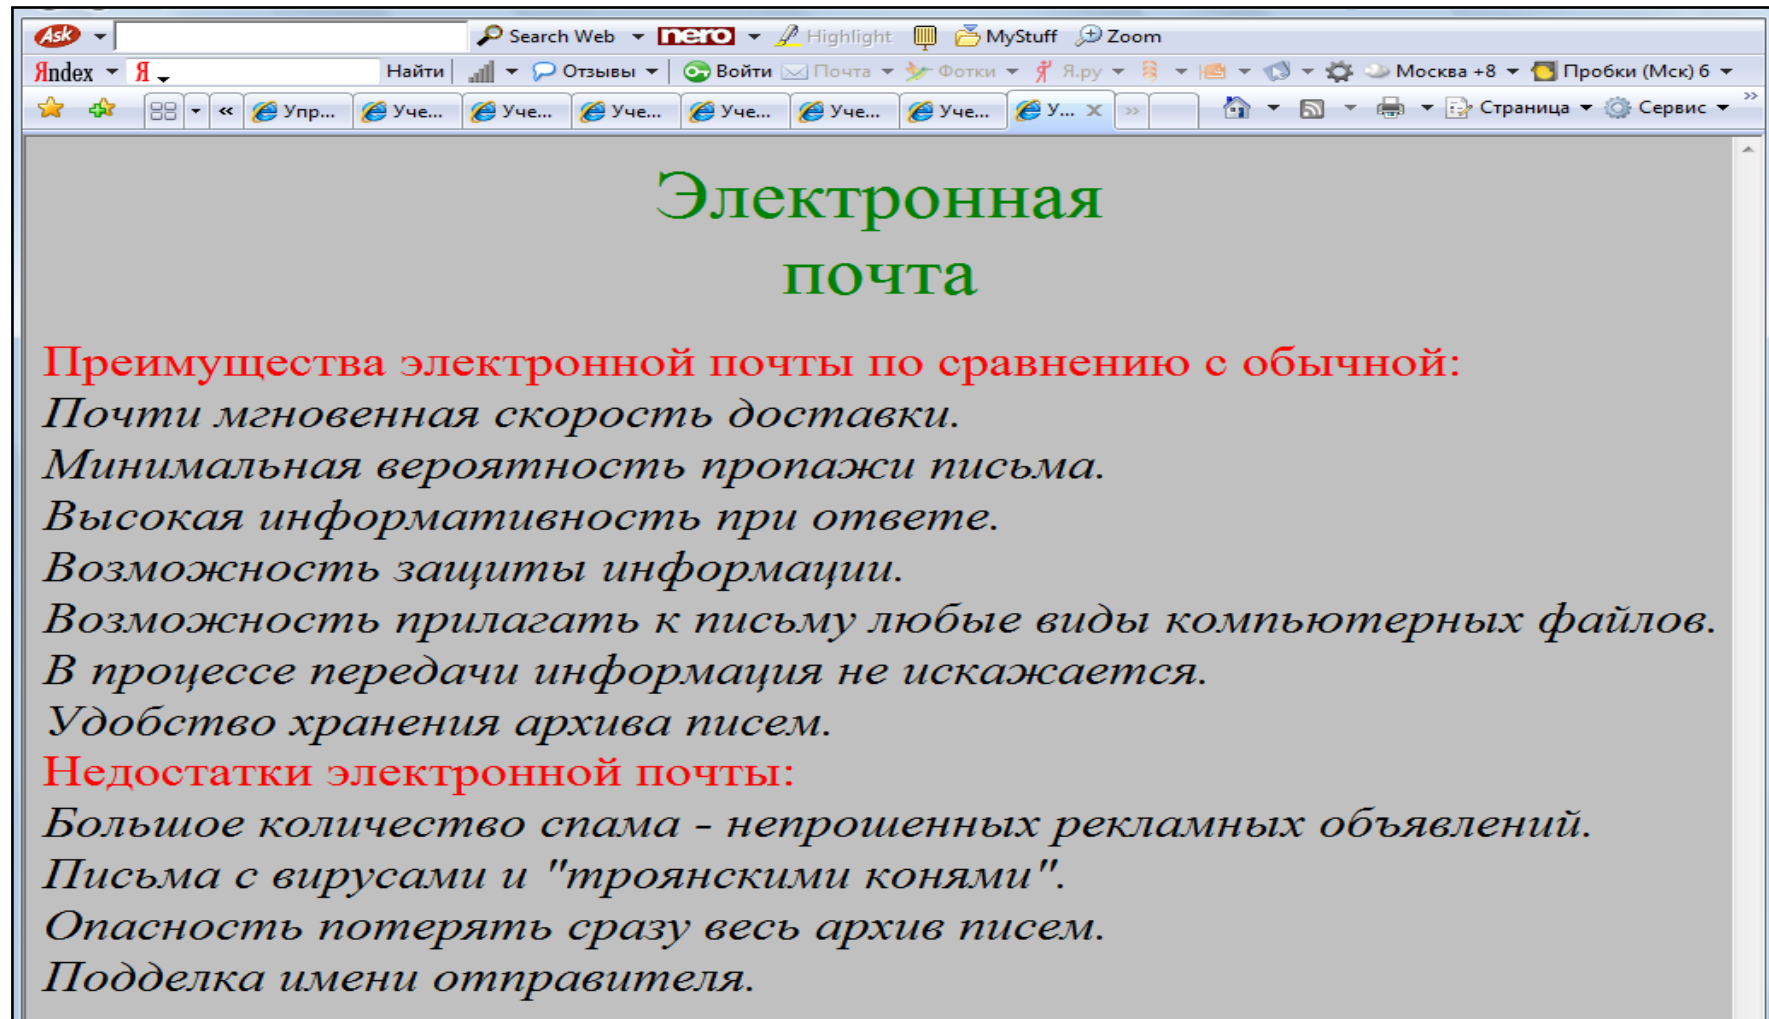 Ask Search Web nero Highlight MyStuff Zoom
Яndex Я Найти Отзывы Войти Почта Фотки Я.ру Москва +8 Пробки (Мск) 6
Упр... Уче... Уче... Уче... Уче... Уче... Уче... У... Страница Сервис
Электронная
почта
Преимущества электронной почты по сравнению с обычной:
Почти мгновенная скорость доставки.
Минимальная вероятность пропажи письма.
Высокая информативность при ответе.
Возможность защиты информации.
Возможность прилагать к письму любые виды компьютерных файлов.
В процессе передачи информация не искажается.
Удобство хранения архива писем.
Недостатки электронной почты:
Большое количество спама - непрошенных рекламных объявлений.
Письма с вирусами и "троянскими конями".
Опасность потерять сразу весь архив писем.
Подделка имени отправителя.